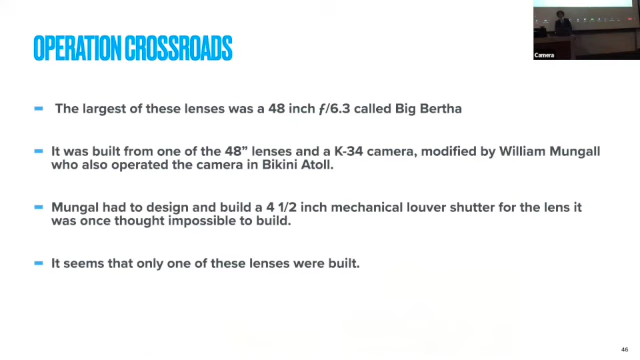 OPERATION CROSSROADS
The largest of these lenses was a 48 inch ƒ/6.3 called Big Bertha
It was built from one of the 48” lenses and a K-34 camera, modified by William Mungall
who also operated the camera in Bikini Atoll.
Mungal had to design and build a 4 1/2 inch mechanical louver shutter for the lens it
was once thought impossible to build.
It seems that only one of these lenses were built.
Camera
46